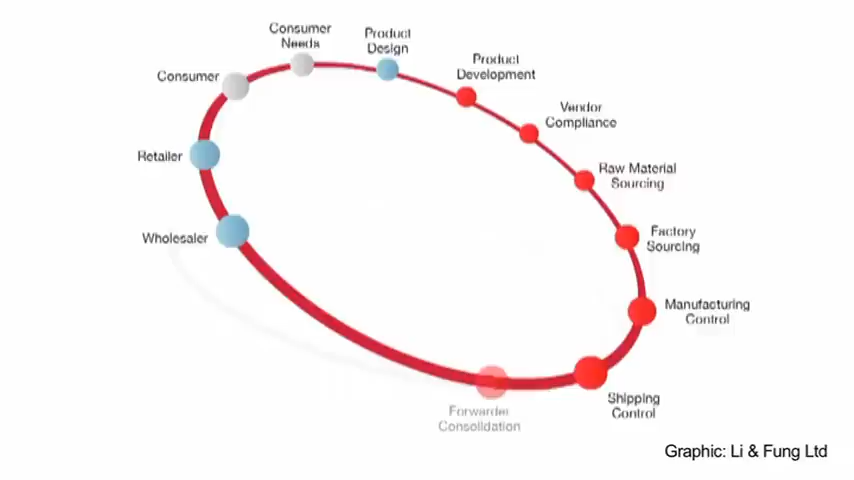 Consumer
Needs
Product
Design
Product
Development
Consumer
Vendor
Compliance
Retailer
Raw Material
Sourcing
Wholesaler
Factory
Sourcing
Manufacturing
Control
Shipping
Control
Forwarder
Consolidation
Graphic: Li & Fung Ltd